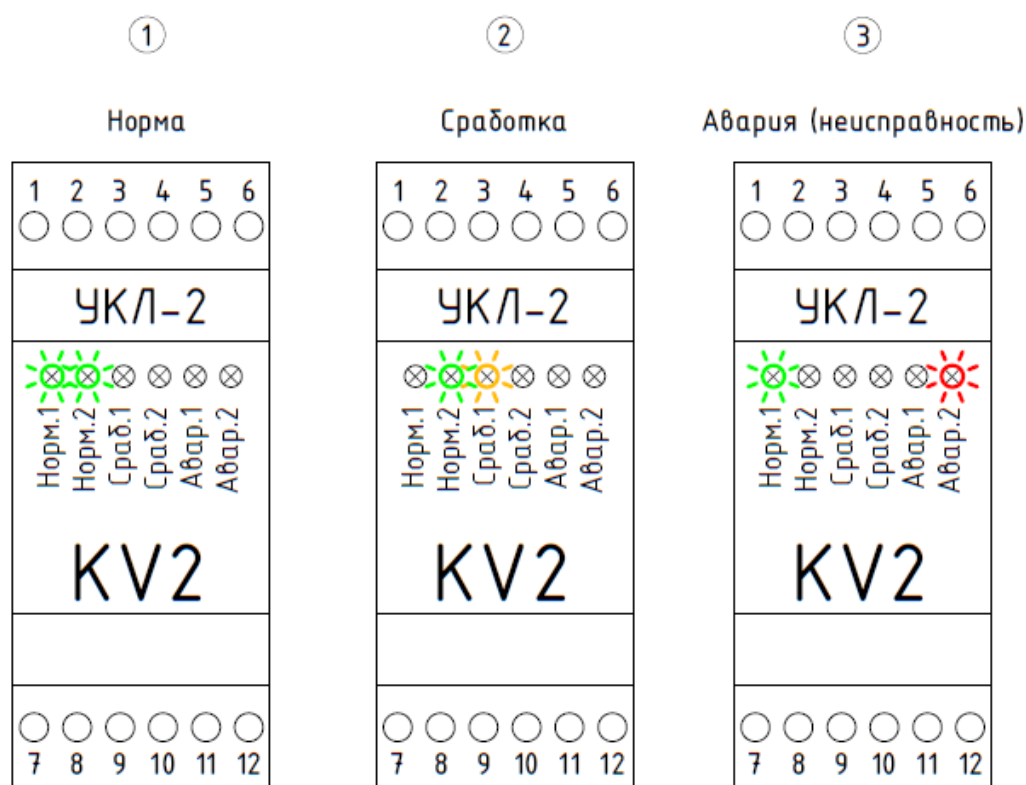 1 2 3
Норма Сработка Авария (неисправность)
1 2 3 4 5 6
УКЛ-2
Норм.1
Норм.2
Сраб.1
Сраб.2
Авар.1
Авар.2
KV2
7 8 9 10 11 12
1 2 3 4 5 6
УКЛ-2
Норм.1
Норм.2
Сраб.1
Сраб.2
Авар.1
Авар.2
KV2
7 8 9 10 11 12
1 2 3 4 5 6
УКЛ-2
Норм.1
Норм.2
Сраб.1
Сраб.2
Авар.1
Авар.2
KV2
7 8 9 10 11 12